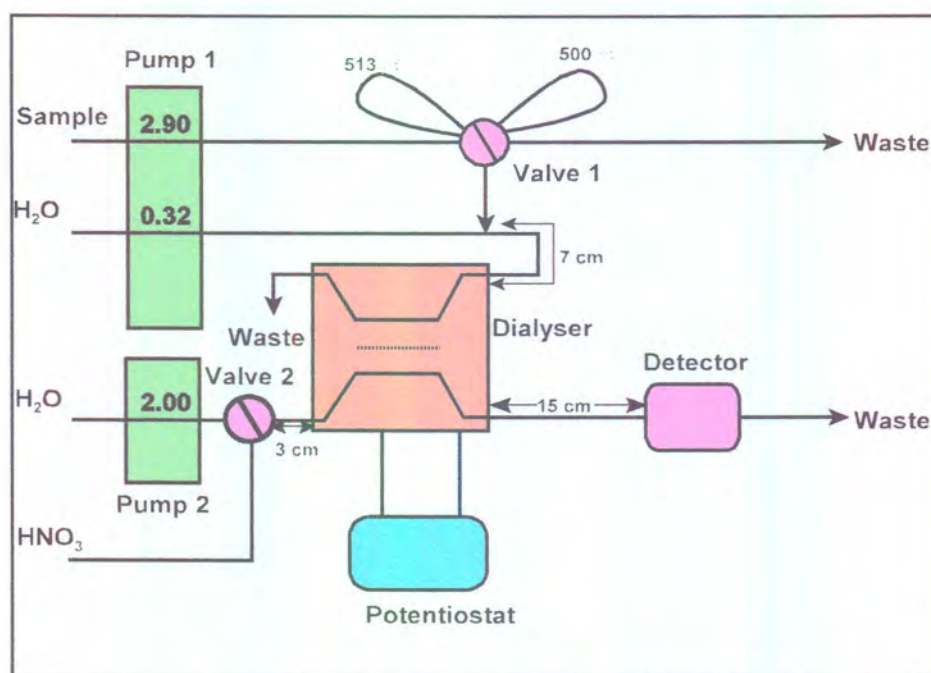 Pump 1
513
500
Sample
2.90
Waste
Valve 1
H₂O
0.32
7 cm
Waste
Dialyser
Valve 2
Detector
H₂O
2.00
15 cm
Waste
3 cm
Pump 2
HNO₃
Potentiostat